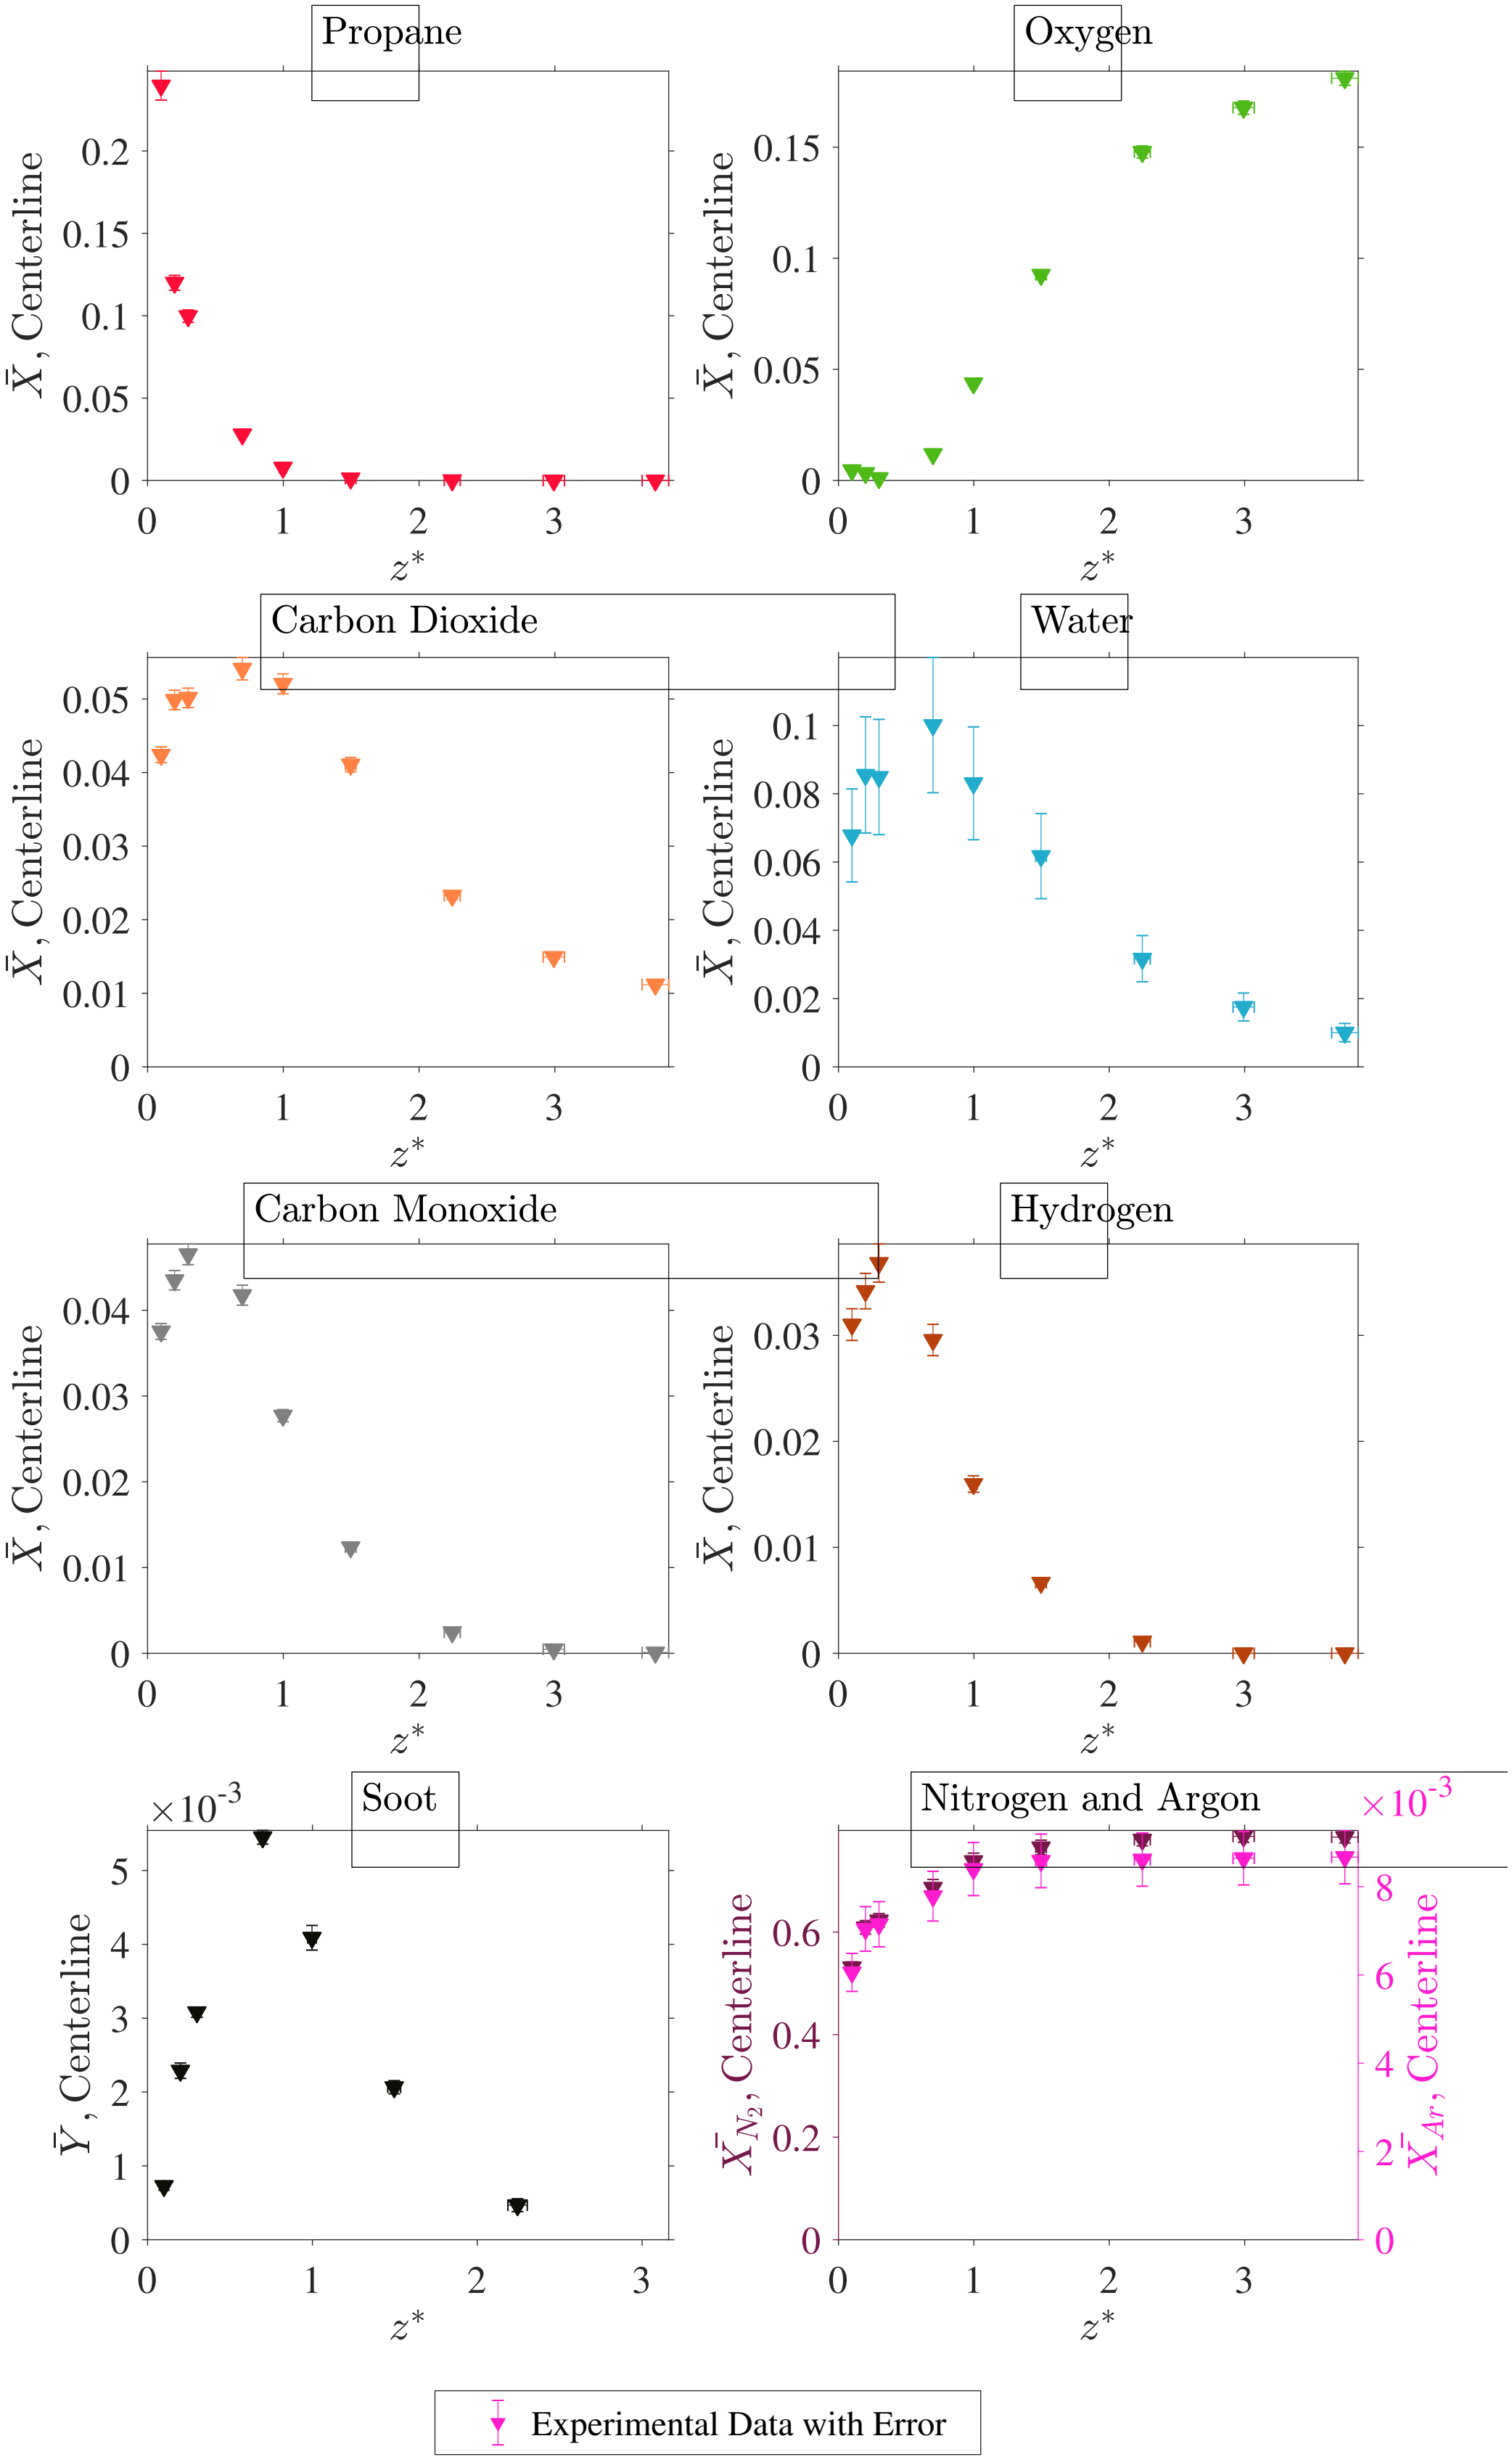 Propane
0.2
0.15
0.1
0.05
0
0 1 2 3
X̄, Centerline
z*
Oxygen
0.15
0.1
0.05
0
0 1 2 3
X̄, Centerline
z*
Carbon Dioxide
0.05
0.04
0.03
0.02
0.01
0
0 1 2 3
X̄, Centerline
z*
Water
0.1
0.08
0.06
0.04
0.02
0
0 1 2 3
X̄, Centerline
z*
Carbon Monoxide
0.04
0.03
0.02
0.01
0
0 1 2 3
X̄, Centerline
z*
Hydrogen
0.03
0.02
0.01
0
0 1 2 3
X̄, Centerline
z*
Soot
×10⁻³
5
4
3
2
1
0
0 1 2 3
Ȳ, Centerline
z*
Nitrogen and Argon
×10⁻³
0.6
0.4
0.2
0
8
6
4
2
0
0 1 2 3
X̄_N₂, Centerline
X̄_Ar, Centerline
z*
Experimental Data with Error